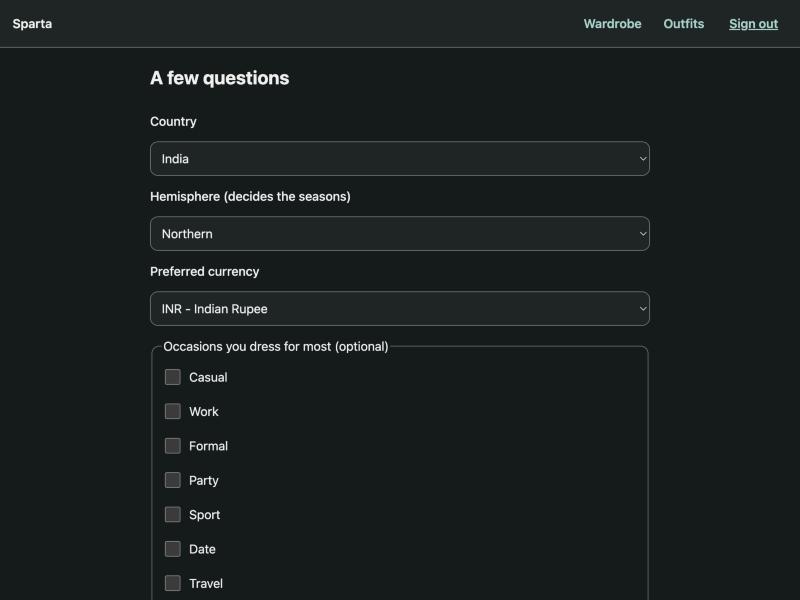 Sparta
Wardrobe
Outfits
Sign out
A few questions
Country
India
Hemisphere (decides the seasons)
Northern
Preferred currency
INR - Indian Rupee
Occasions you dress for most (optional)
Casual
Work
Formal
Party
Sport
Date
Travel